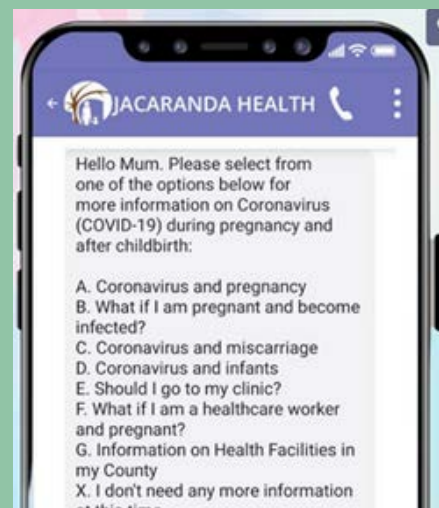 JACARANDA HEALTH
Hello Mum. Please select from
one of the options below for
more information on Coronavirus
(COVID-19) during pregnancy and
after childbirth:
A. Coronavirus and pregnancy
B. What if I am pregnant and become
infected?
C. Coronavirus and miscarriage
D. Coronavirus and infants
E. Should I go to my clinic?
F. What if I am a healthcare worker
and pregnant?
G. Information on Health Facilities in
my County
X. I don't need any more information
at this time